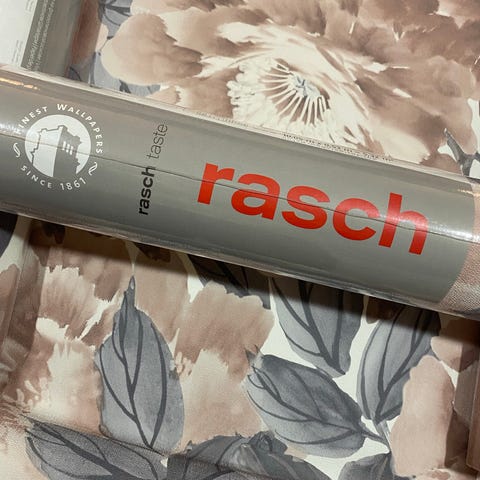 FINEST WALLPAPERS
SINCE 1861
rasch taste
rasch